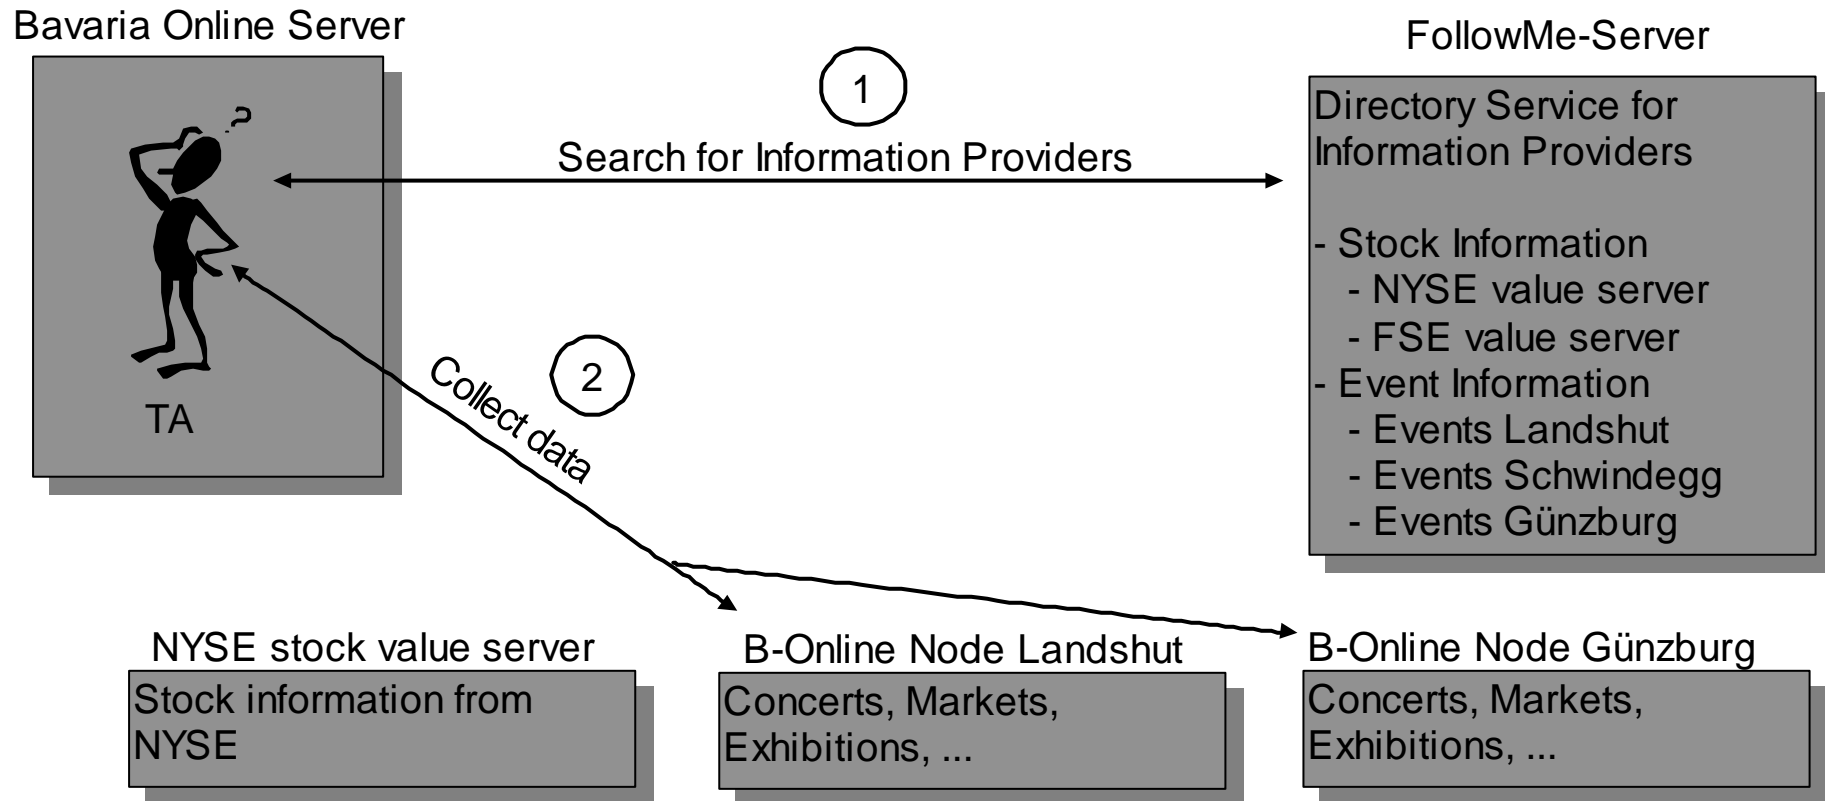 Bavaria Online Server
?
TA
1
Search for Information Providers
2
Collect data
FollowMe-Server
Directory Service for
Information Providers
- Stock Information
- NYSE value server
- FSE value server
- Event Information
- Events Landshut
- Events Schwindegg
- Events Günzburg
NYSE stock value server
Stock information from
NYSE
B-Online Node Landshut
Concerts, Markets,
Exhibitions, ...
B-Online Node Günzburg
Concerts, Markets,
Exhibitions, ...